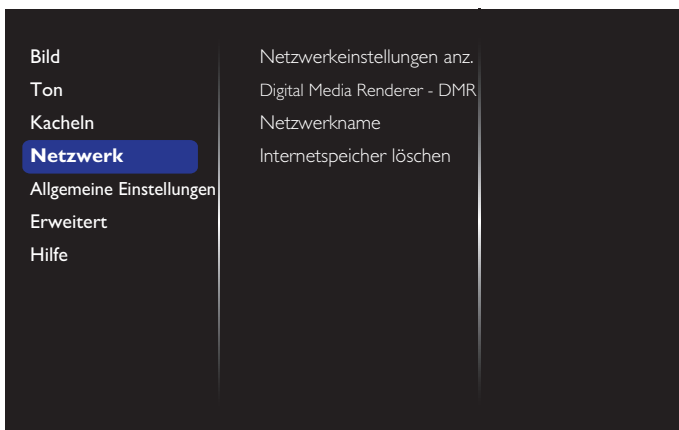 Bild
Ton
Kacheln
Netzwerk
Allgemeine Einstellungen
Erweitert
Hilfe
Netzwerkeinstellungen anz.
Digital Media Renderer - DMR
Netzwerkname
Internetspeicher löschen